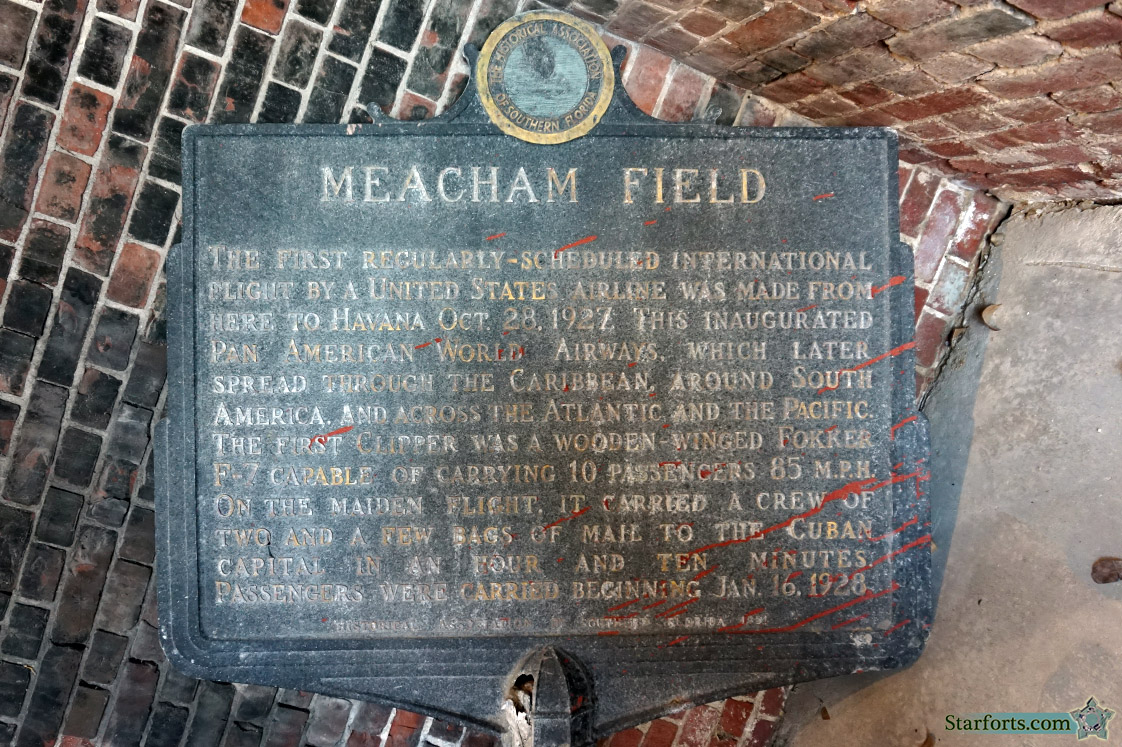 THE HISTORICAL ASSOCIATION
OF SOUTHERN FLORIDA
MEACHAM FIELD
THE FIRST REGULARLY-SCHEDULED INTERNATIONAL
FLIGHT BY A UNITED STATES AIRLINE WAS MADE FROM
HERE TO HAVANA OCT. 28, 1927. THIS INAUGURATED
PAN AMERICAN WORLD AIRWAYS, WHICH LATER
SPREAD THROUGH THE CARIBBEAN, AROUND SOUTH
AMERICA, AND ACROSS THE ATLANTIC AND THE PACIFIC.
THE FIRST CLIPPER WAS A WOODEN-WINGED FOKKER
F-7 CAPABLE OF CARRYING 10 PASSENGERS 85 M.P.H.
ON THE MAIDEN FLIGHT, IT CARRIED A CREW OF
TWO AND A FEW BAGS OF MAIL TO THE CUBAN
CAPITAL IN AN HOUR AND TEN MINUTES.
PASSENGERS WERE CARRIED BEGINNING JAN. 16, 1928.
HISTORICAL ASSOCIATION OF SOUTHERN FLORIDA
Starforts.com